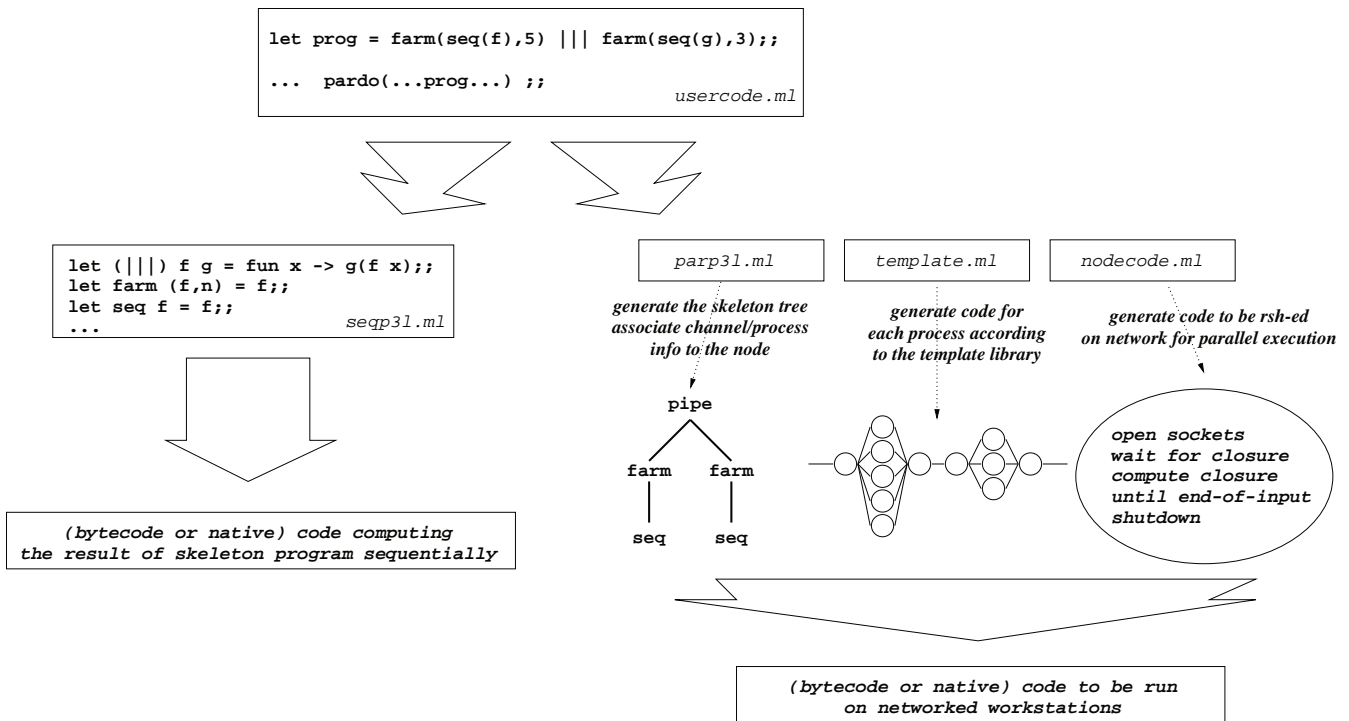 let prog = farm(seq(f),5) ||| farm(seq(g),3);;
... pardo(...prog...) ;;
usercode.ml
let (|||) f g = fun x -> g(f x);;
let farm (f,n) = f;;
let seq f = f;;
...
seqp3l.ml
(bytecode or native) code computing
the result of skeleton program sequentially
parp3l.ml
generate the skeleton tree
associate channel/process
info to the node
pipe
farm farm
seq seq
template.ml
generate code for
each process according
to the template library
nodecode.ml
generate code to be rsh-ed
on network for parallel execution
open sockets
wait for closure
compute closure
until end-of-input
shutdown
(bytecode or native) code to be run
on networked workstations